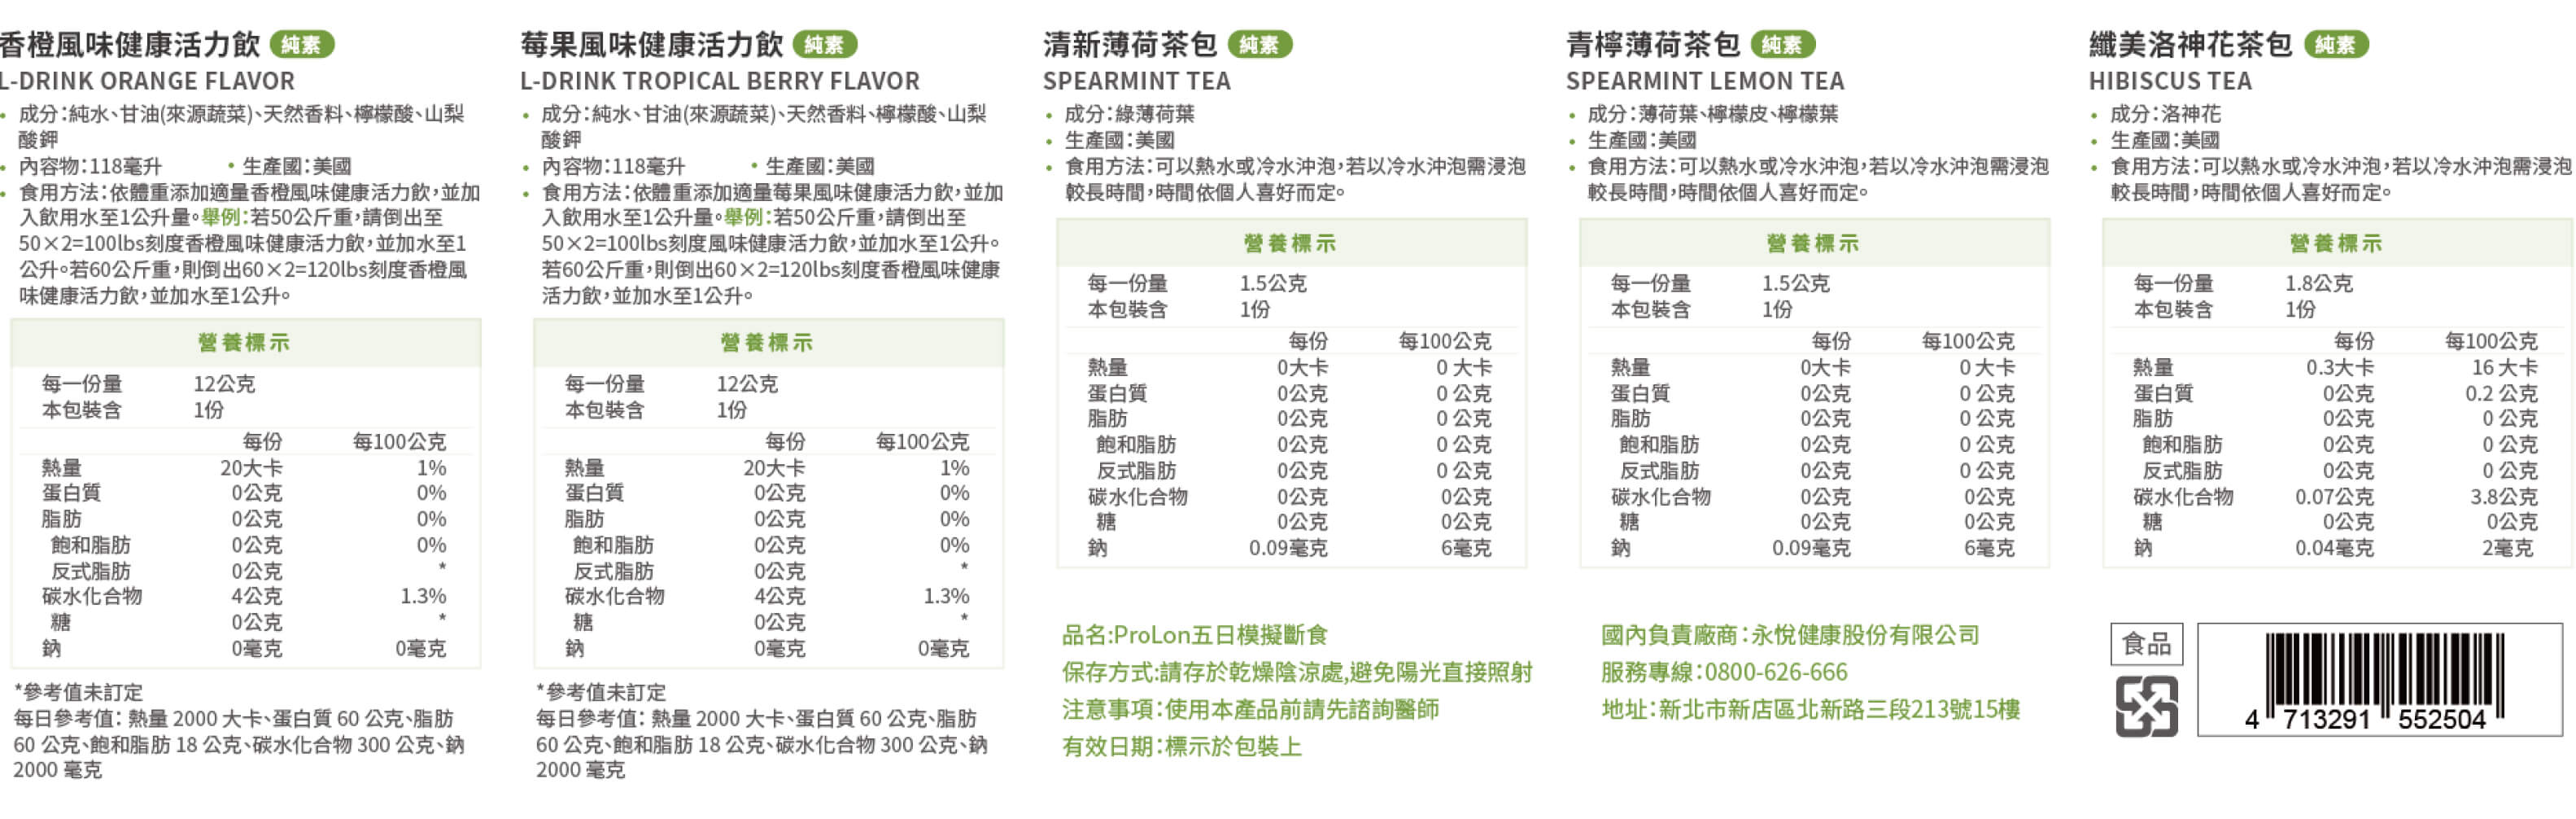 香橙風味健康活力飲 純素
L-DRINK ORANGE FLAVOR
• 成分:純水、甘油(來源蔬菜)、天然香料、檸檬酸、山梨
酸鉀
• 內容物:118毫升 • 生產國:美國
• 食用方法:依體重添加適量香橙風味健康活力飲,並加
入飲用水至1公升量。舉例:若50公斤重,請倒出至
50×2=100lbs刻度香橙風味健康活力飲,並加水至1
公升。若60公斤重,則倒出60×2=120lbs刻度香橙風
味健康活力飲,並加水至1公升。
營養標示
每一份量 12公克
本包裝含 1份
每份 每100公克
熱量 20大卡 1%
蛋白質 0公克 0%
脂肪 0公克 0%
飽和脂肪 0公克 0%
反式脂肪 0公克 *
碳水化合物 4公克 1.3%
糖 0公克 *
鈉 0毫克 0毫克
*參考值未訂定
每日參考值: 熱量 2000 大卡、蛋白質 60 公克、脂肪
60 公克、飽和脂肪 18 公克、碳水化合物 300 公克、鈉
2000 毫克
莓果風味健康活力飲 純素
L-DRINK TROPICAL BERRY FLAVOR
• 成分:純水、甘油(來源蔬菜)、天然香料、檸檬酸、山梨
酸鉀
• 內容物:118毫升 • 生產國:美國
• 食用方法:依體重添加適量莓果風味健康活力飲,並加
入飲用水至1公升量。舉例:若50公斤重,請倒出至
50×2=100lbs刻度風味健康活力飲,並加水至1公升。
若60公斤重,則倒出60×2=120lbs刻度香橙風味健康
活力飲,並加水至1公升。
營養標示
每一份量 12公克
本包裝含 1份
每份 每100公克
熱量 20大卡 1%
蛋白質 0公克 0%
脂肪 0公克 0%
飽和脂肪 0公克 0%
反式脂肪 0公克 *
碳水化合物 4公克 1.3%
糖 0公克 *
鈉 0毫克 0毫克
*參考值未訂定
每日參考值: 熱量 2000 大卡、蛋白質 60 公克、脂肪
60 公克、飽和脂肪 18 公克、碳水化合物 300 公克、鈉
2000 毫克
清新薄荷茶包 純素
SPEARMINT TEA
• 成分:綠薄荷葉
• 生產國:美國
• 食用方法:可以熱水或冷水沖泡,若以冷水沖泡需浸泡
較長時間,時間依個人喜好而定。
營養標示
每一份量 1.5公克
本包裝含 1份
每份 每100公克
熱量 0大卡 0 大卡
蛋白質 0公克 0 公克
脂肪 0公克 0 公克
飽和脂肪 0公克 0 公克
反式脂肪 0公克 0 公克
碳水化合物 0公克 0公克
糖 0公克 0公克
鈉 0.09毫克 6毫克
青檸薄荷茶包 純素
SPEARMINT LEMON TEA
• 成分:薄荷葉、檸檬皮、檸檬葉
• 生產國:美國
• 食用方法:可以熱水或冷水沖泡,若以冷水沖泡需浸泡
較長時間,時間依個人喜好而定。
營養標示
每一份量 1.5公克
本包裝含 1份
每份 每100公克
熱量 0大卡 0 大卡
蛋白質 0公克 0 公克
脂肪 0公克 0 公克
飽和脂肪 0公克 0 公克
反式脂肪 0公克 0 公克
碳水化合物 0公克 0公克
糖 0公克 0公克
鈉 0.09毫克 6毫克
纖美洛神花茶包 純素
HIBISCUS TEA
• 成分:洛神花
• 生產國:美國
• 食用方法:可以熱水或冷水沖泡,若以冷水沖泡需浸泡
較長時間,時間依個人喜好而定。
營養標示
每一份量 1.8公克
本包裝含 1份
每份 每100公克
熱量 0.3大卡 16 大卡
蛋白質 0公克 0.2 公克
脂肪 0公克 0 公克
飽和脂肪 0公克 0 公克
反式脂肪 0公克 0 公克
碳水化合物 0.07公克 3.8公克
糖 0公克 0公克
鈉 0.04毫克 2毫克
品名:ProLon五日模擬斷食
保存方式:請存於乾燥陰涼處,避免陽光直接照射
注意事項:使用本產品前請先諮詢醫師
有效日期:標示於包裝上
國內負責廠商:永悅健康股份有限公司
服務專線:0800-626-666
地址:新北市新店區北新路三段213號15樓
食品
4 713291 552504